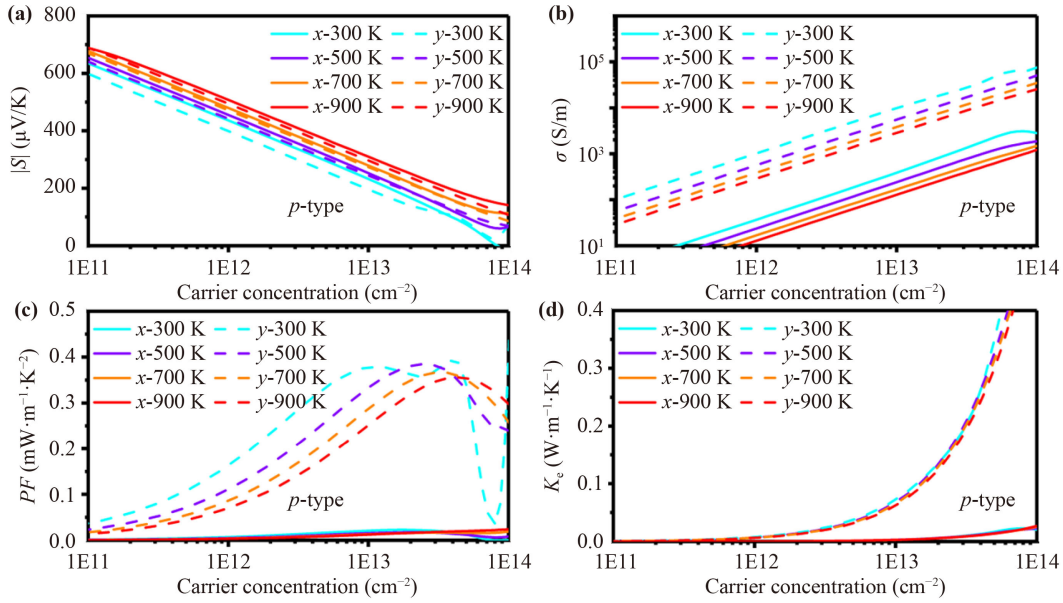 (a)
800
600
400
200
0
|S| (μV/K)
x-300 K y-300 K
x-500 K y-500 K
x-700 K y-700 K
x-900 K y-900 K
p-type
1E11 1E12 1E13 1E14
Carrier concentration (cm⁻²)
(b)
10⁵
10³
10¹
σ (S/m)
x-300 K y-300 K
x-500 K y-500 K
x-700 K y-700 K
x-900 K y-900 K
p-type
1E11 1E12 1E13 1E14
Carrier concentration (cm⁻²)
(c)
0.5
0.4
0.3
0.2
0.1
0.0
PF (mW·m⁻¹·K⁻²)
x-300 K y-300 K
x-500 K y-500 K
x-700 K y-700 K
x-900 K y-900 K
p-type
1E11 1E12 1E13 1E14
Carrier concentration (cm⁻²)
(d)
0.4
0.3
0.2
0.1
0.0
Kₑ (W·m⁻¹·K⁻¹)
x-300 K y-300 K
x-500 K y-500 K
x-700 K y-700 K
x-900 K y-900 K
p-type
1E11 1E12 1E13 1E14
Carrier concentration (cm⁻²)